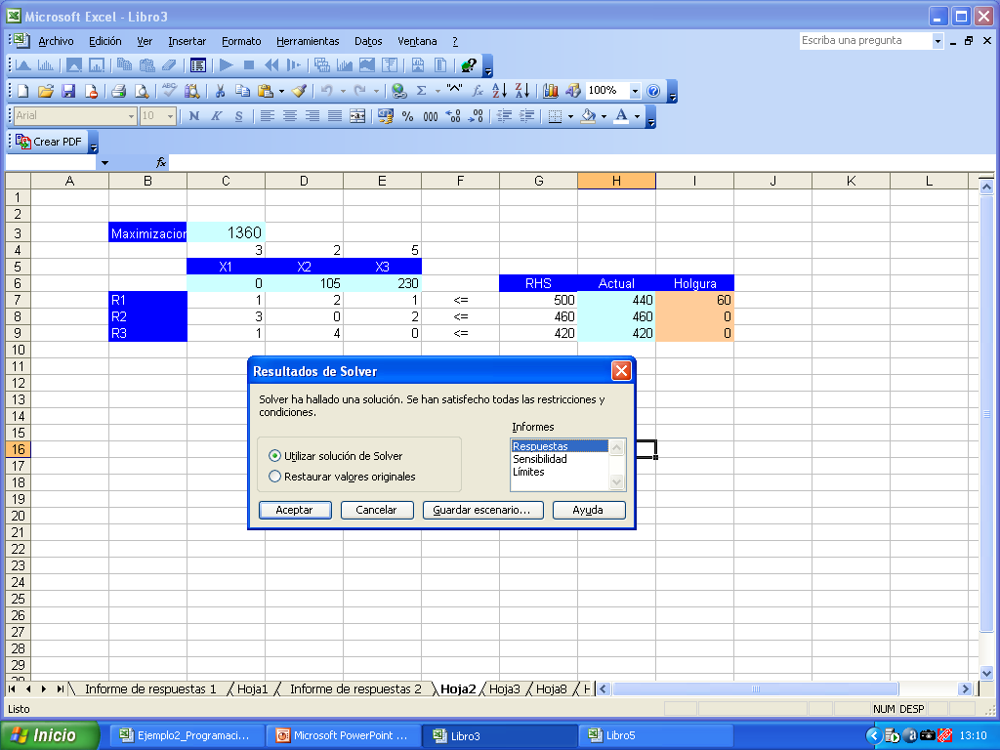 Microsoft Excel - Libro3
Archivo Edición Ver Insertar Formato Herramientas Datos Ventana ?
Escriba una pregunta
100%
Arial 10 N K S % 000
Crear PDF
fx
A B C D E F G H I J K L
1
2
3 Maximizacion 1360
4 3 2 5
5 X1 X2 X3
6 0 105 230 RHS Actual Holgura
7 R1 1 2 1 <= 500 440 60
8 R2 3 0 2 <= 460 460 0
9 R3 1 4 0 <= 420 420 0
10
11
12
13
14
15
16
17
18
19
20
21
22
23
24
25
26
27
28
29
Resultados de Solver
Solver ha hallado una solución. Se han satisfecho todas las restricciones y
condiciones.
Informes
Respuestas
Sensibilidad
Límites
Utilizar solución de Solver
Restaurar valores originales
Aceptar Cancelar Guardar escenario... Ayuda
Informe de respuestas 1 Hoja1 Informe de respuestas 2 Hoja2 Hoja3 Hoja8 H
Listo
NUM DESP
Inicio Ejemplo2_Programaci... Microsoft PowerPoint ... Libro3 Libro5 13:10